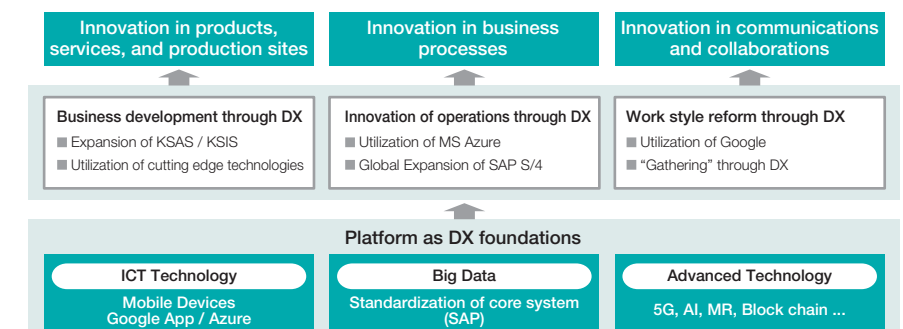 Innovation in products,
services, and production sites
Innovation in business
processes
Innovation in communications
and collaborations
Business development through DX
■ Expansion of KSAS / KSIS
■ Utilization of cutting edge technologies
Innovation of operations through DX
■ Utilization of MS Azure
■ Global Expansion of SAP S/4
Work style reform through DX
■ Utilization of Google
■ “Gathering” through DX
Platform as DX foundations
ICT Technology
Mobile Devices
Google App / Azure
Big Data
Standardization of core system
(SAP)
Advanced Technology
5G, AI, MR, Block chain ...